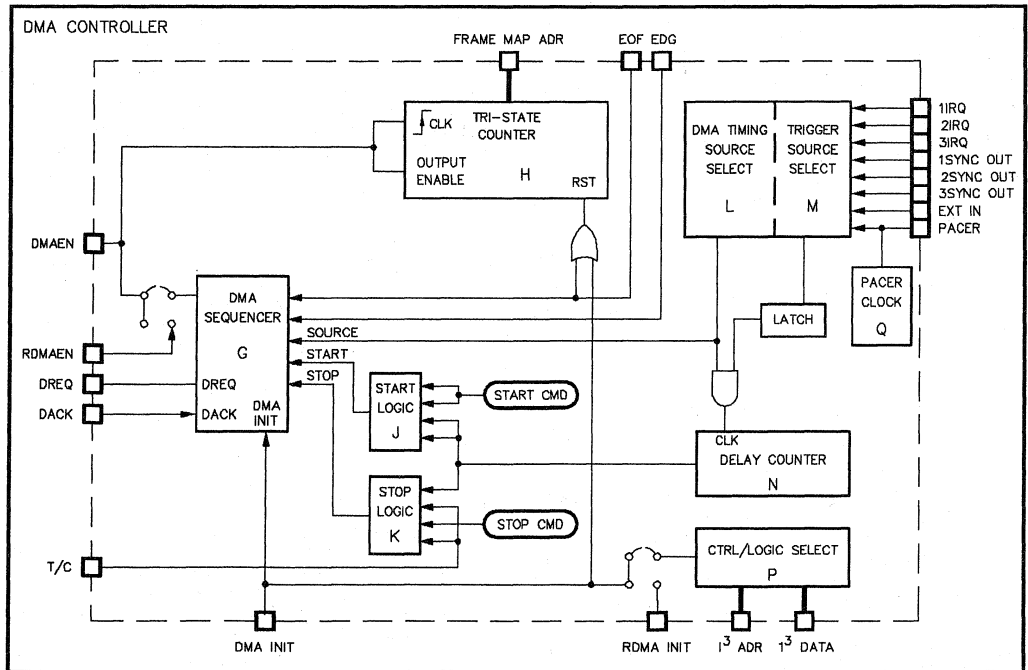 DMA CONTROLLER
FRAME MAP ADR
EOF EDG
CLK
TRI-STATE
COUNTER
OUTPUT
ENABLE
H
RST
DMA TIMING
SOURCE
SELECT
L
TRIGGER
SOURCE
SELECT
M
1IRQ
2IRQ
3IRQ
1SYNC OUT
2SYNC OUT
3SYNC OUT
EXT IN
PACER
PACER
CLOCK
Q
LATCH
DMAEN
RDMAEN
DREQ
DACK
DMA
SEQUENCER
G
DREQ
DACK
DMA
INIT
SOURCE
START
STOP
START
LOGIC
J
START CMD
STOP
LOGIC
K
STOP CMD
CLK
DELAY COUNTER
N
CTRL/LOGIC SELECT
P
T/C
DMA INIT
RDMA INIT
I³ ADR
1³ DATA